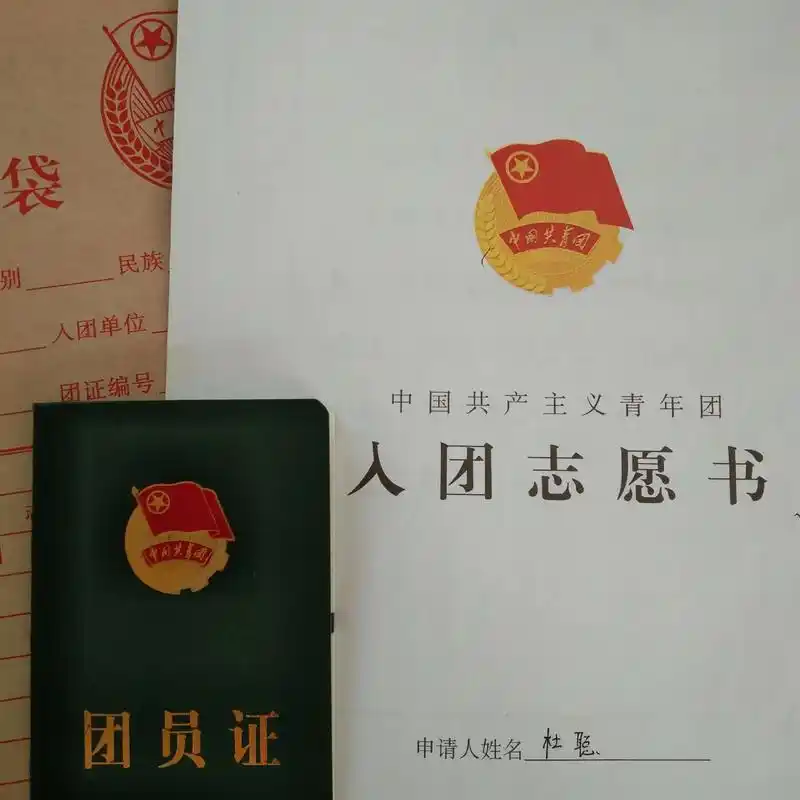 袋
别 民族
入团单位
团证编号
中国共青团
中国共产主义青年团
入团志愿书
申请人姓名 杜聪
中国共青团
团员证